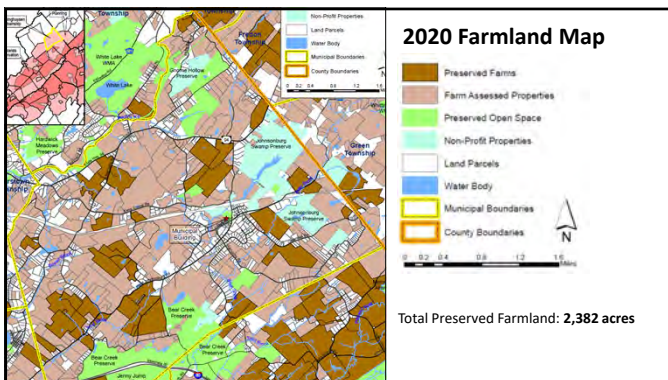 Township
Fredon
Township
White Lake
WMA
White Lake
Gnome Hollow
Preserve
Non-Profit Properties
Land Parcels
Water Body
Municipal Boundaries
County Boundaries
N
Hardwick
Meadows
Preserve
Johnsonburg
Swamp Preserve
Green
Township
Johnsonburg
Swamp Preserve
Municipal
Building
Bear Creek
Preserve
Bear Creek
Preserve
Bear Creek
Preserve
Jenny Jump
2020 Farmland Map
Preserved Farms
Farm Assessed Properties
Preserved Open Space
Non-Profit Properties
Land Parcels
Water Body
Municipal Boundaries
County Boundaries
N
0 0.2 0.4 0.8 1.2 1.6
Miles
Total Preserved Farmland: 2,382 acres